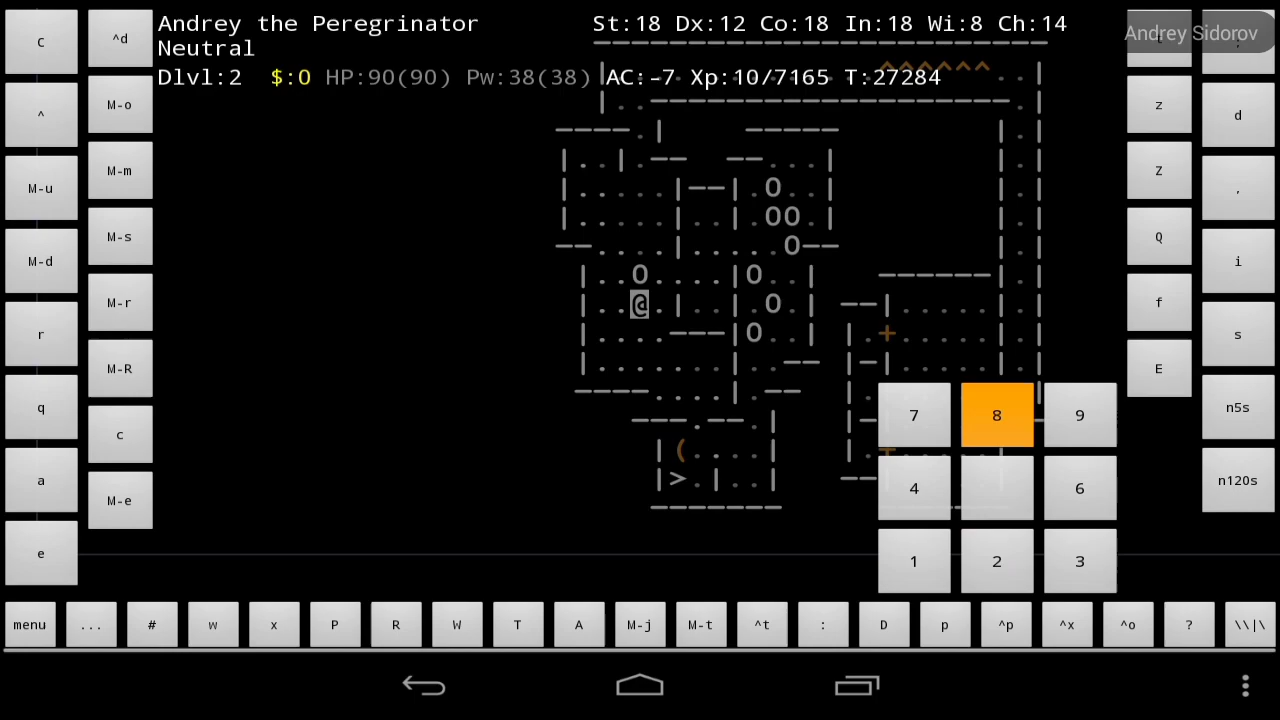 Andrey the Peregrinator St:18 Dx:12 Co:18 In:18 Wi:8 Ch:14
Neutral
Dlvl:2 $:0 HP:90(90) Pw:38(38) AC:-7 Xp:10/7165 T:27284
Andrey Sidorov
c ^d
^ M-o z d
M-u M-m Z ,
M-d M-s Q i
r M-r f s
q M-R E n5s
a c n120s
e M-e
7 8 9
4 6
1 2 3
menu ... # w x P R W T A M-j M-t ^t : D p ^p ^x ^o ? \\|\